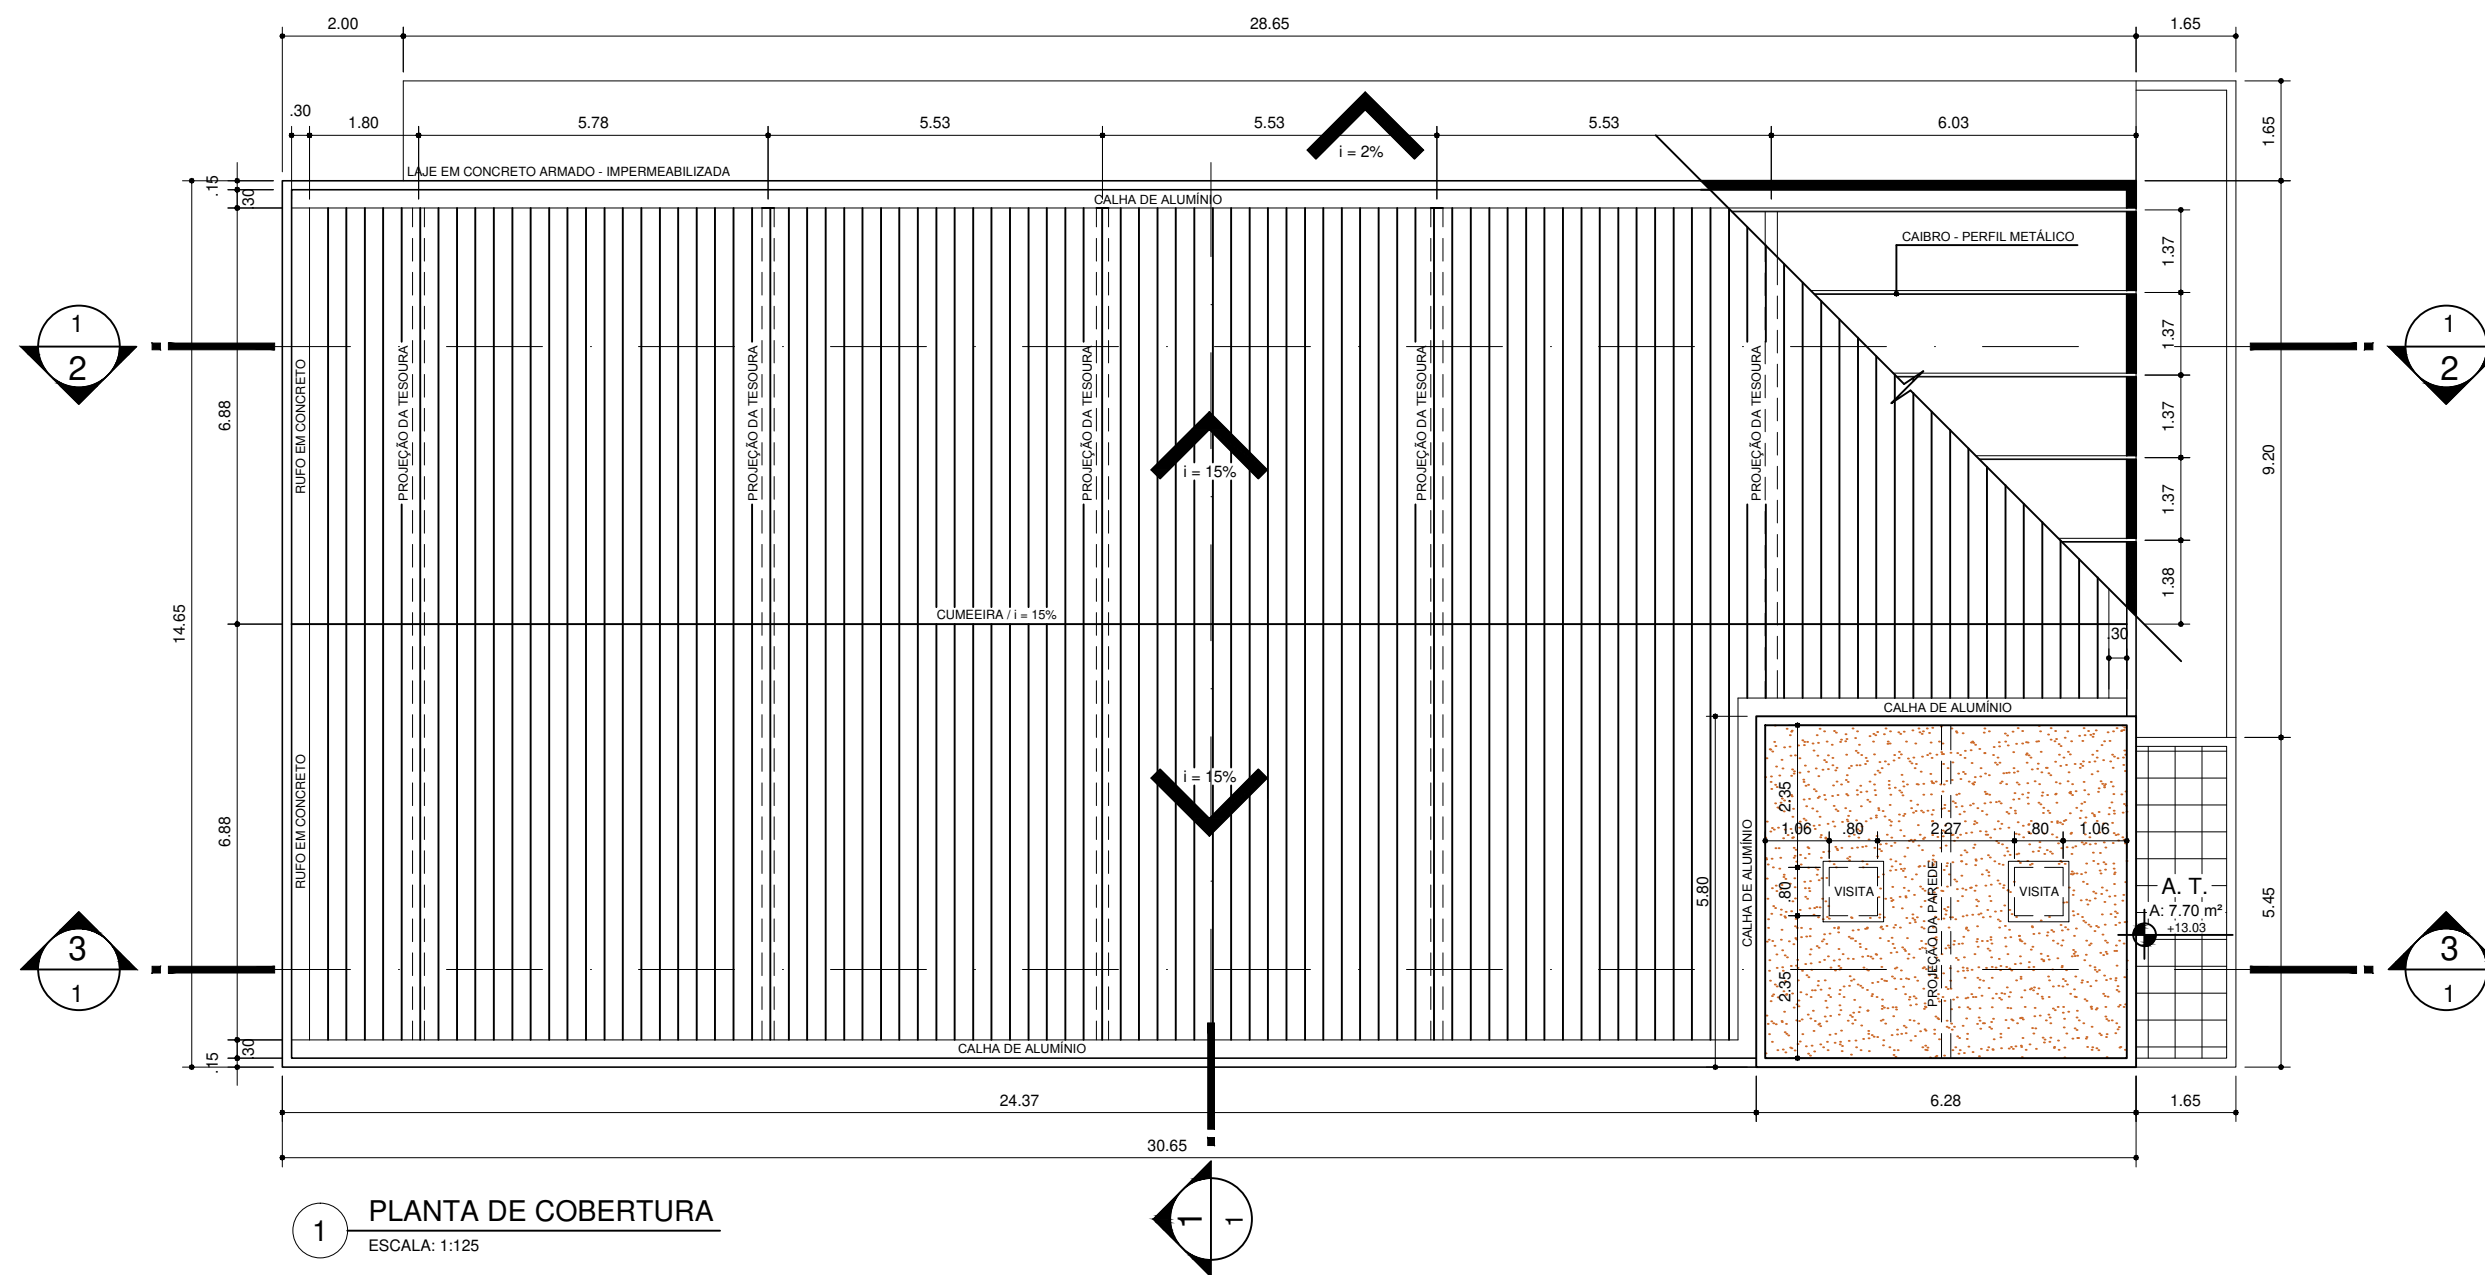 2.00
28.65
1.65
.30
1.80
5.78
5.53
5.53
5.53
6.03
1.65
i = 2%
LAJE EM CONCRETO ARMADO - IMPERMEABILIZADA
.15
.30
CALHA DE ALUMÍNIO
CAIBRO - PERFIL METÁLICO
1.37
1.37
1.37
1.37
1.38
9.20
1
2
1
2
6.88
RUFO EM CONCRETO
PROJEÇÃO DA TESOURA
PROJEÇÃO DA TESOURA
PROJEÇÃO DA TESOURA
PROJEÇÃO DA TESOURA
PROJEÇÃO DA TESOURA
i = 15%
14.65
CUMEEIRA / i = 15%
.30
CALHA DE ALUMÍNIO
i = 15%
6.88
RUFO EM CONCRETO
5.80
CALHA DE ALUMÍNIO
2.35
1.06
.80
2.27
.80
1.06
.80
VISITA
VISITA
PROJEÇÃO DA PAREDE
2.35
A. T.
A: 7.70 m²
+13.03
5.45
3
1
3
1
.30
.15
CALHA DE ALUMÍNIO
24.37
6.28
1.65
30.65
1
PLANTA DE COBERTURA
ESCALA: 1:125
1
1